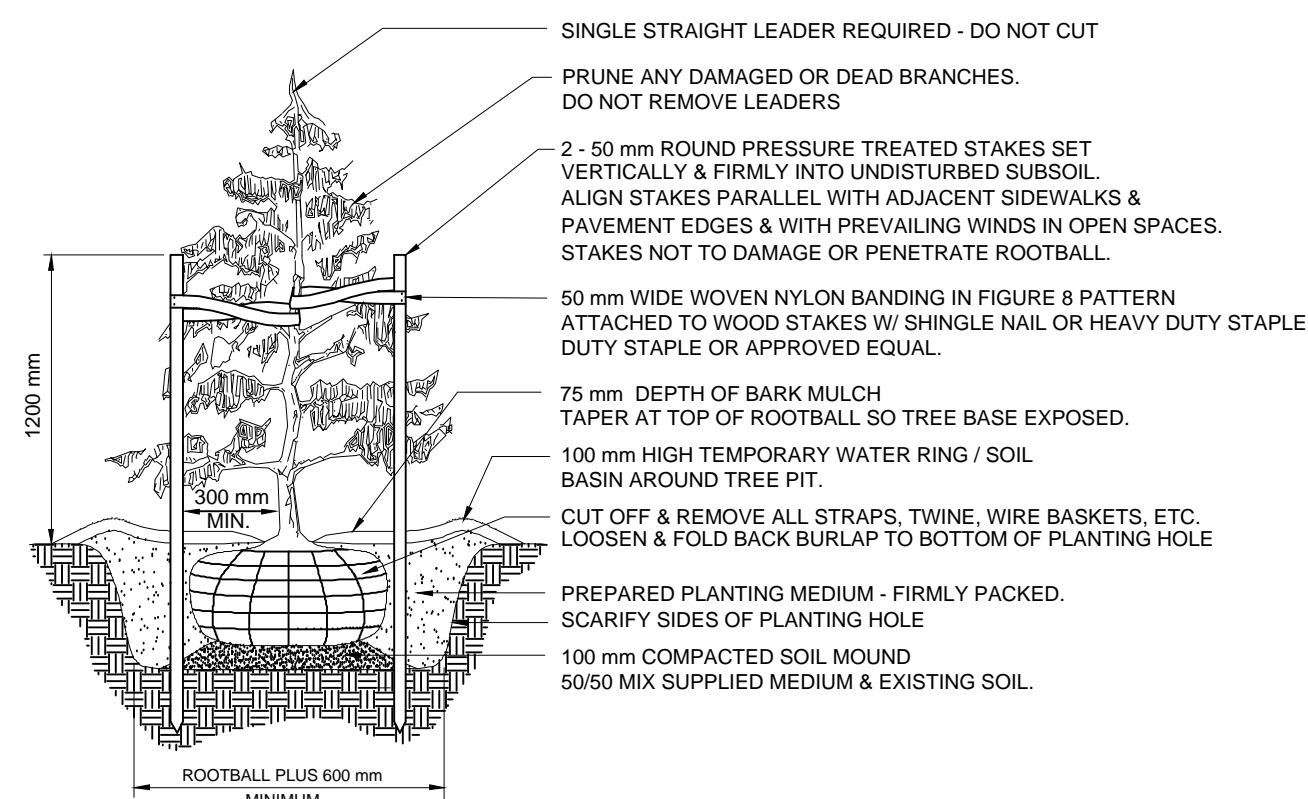 SINGLE STRAIGHT LEADER REQUIRED - DO NOT CUT
PRUNE ANY DAMAGED OR DEAD BRANCHES.
DO NOT REMOVE LEADERS
2 - 50 mm ROUND PRESSURE TREATED STAKES SET
VERTICALLY & FIRMLY INTO UNDISTURBED SUBSOIL.
ALIGN STAKES PARALLEL WITH ADJACENT SIDEWALKS &
PAVEMENT EDGES & WITH PREVAILING WINDS IN OPEN SPACES.
STAKES NOT TO DAMAGE OR PENETRATE ROOTBALL.
50 mm WIDE WOVEN NYLON BANDING IN FIGURE 8 PATTERN
ATTACHED TO WOOD STAKES W/ SHINGLE NAIL OR HEAVY DUTY STAPLE
DUTY STAPLE OR APPROVED EQUAL.
75 mm DEPTH OF BARK MULCH
TAPER AT TOP OF ROOTBALL SO TREE BASE EXPOSED.
100 mm HIGH TEMPORARY WATER RING / SOIL
BASIN AROUND TREE PIT.
CUT OFF & REMOVE ALL STRAPS, TWINE, WIRE BASKETS, ETC.
LOOSEN & FOLD BACK BURLAP TO BOTTOM OF PLANTING HOLE
PREPARED PLANTING MEDIUM - FIRMLY PACKED.
SCARIFY SIDES OF PLANTING HOLE
100 mm COMPACTED SOIL MOUND
50/50 MIX SUPPLIED MEDIUM & EXISTING SOIL.
1200 mm
300 mm
MIN.
ROOTBALL PLUS 600 mm
MINIMUM